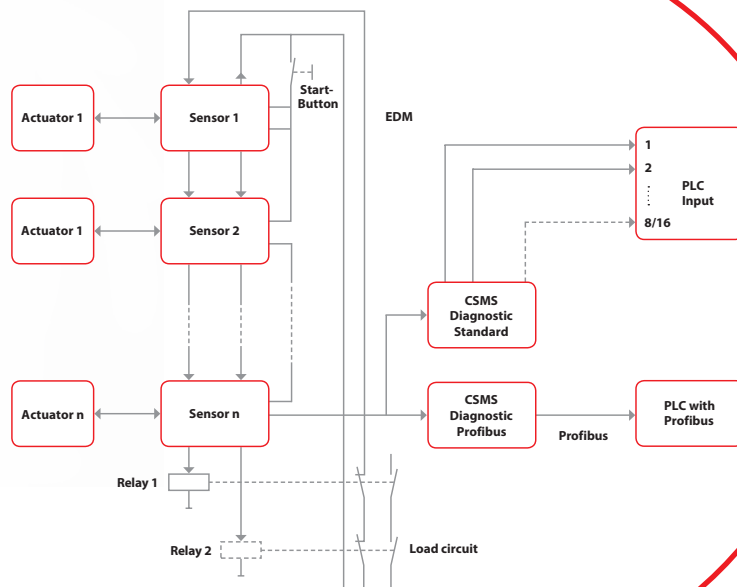 Start-
Button
Actuator 1
Sensor 1
EDM
1
2
PLC
Input
8/16
Actuator 1
Sensor 2
CSMS
Diagnostic
Standard
Actuator n
Sensor n
CSMS
Diagnostic
Profibus
Profibus
PLC with
Profibus
Relay 1
Relay 2
Load circuit